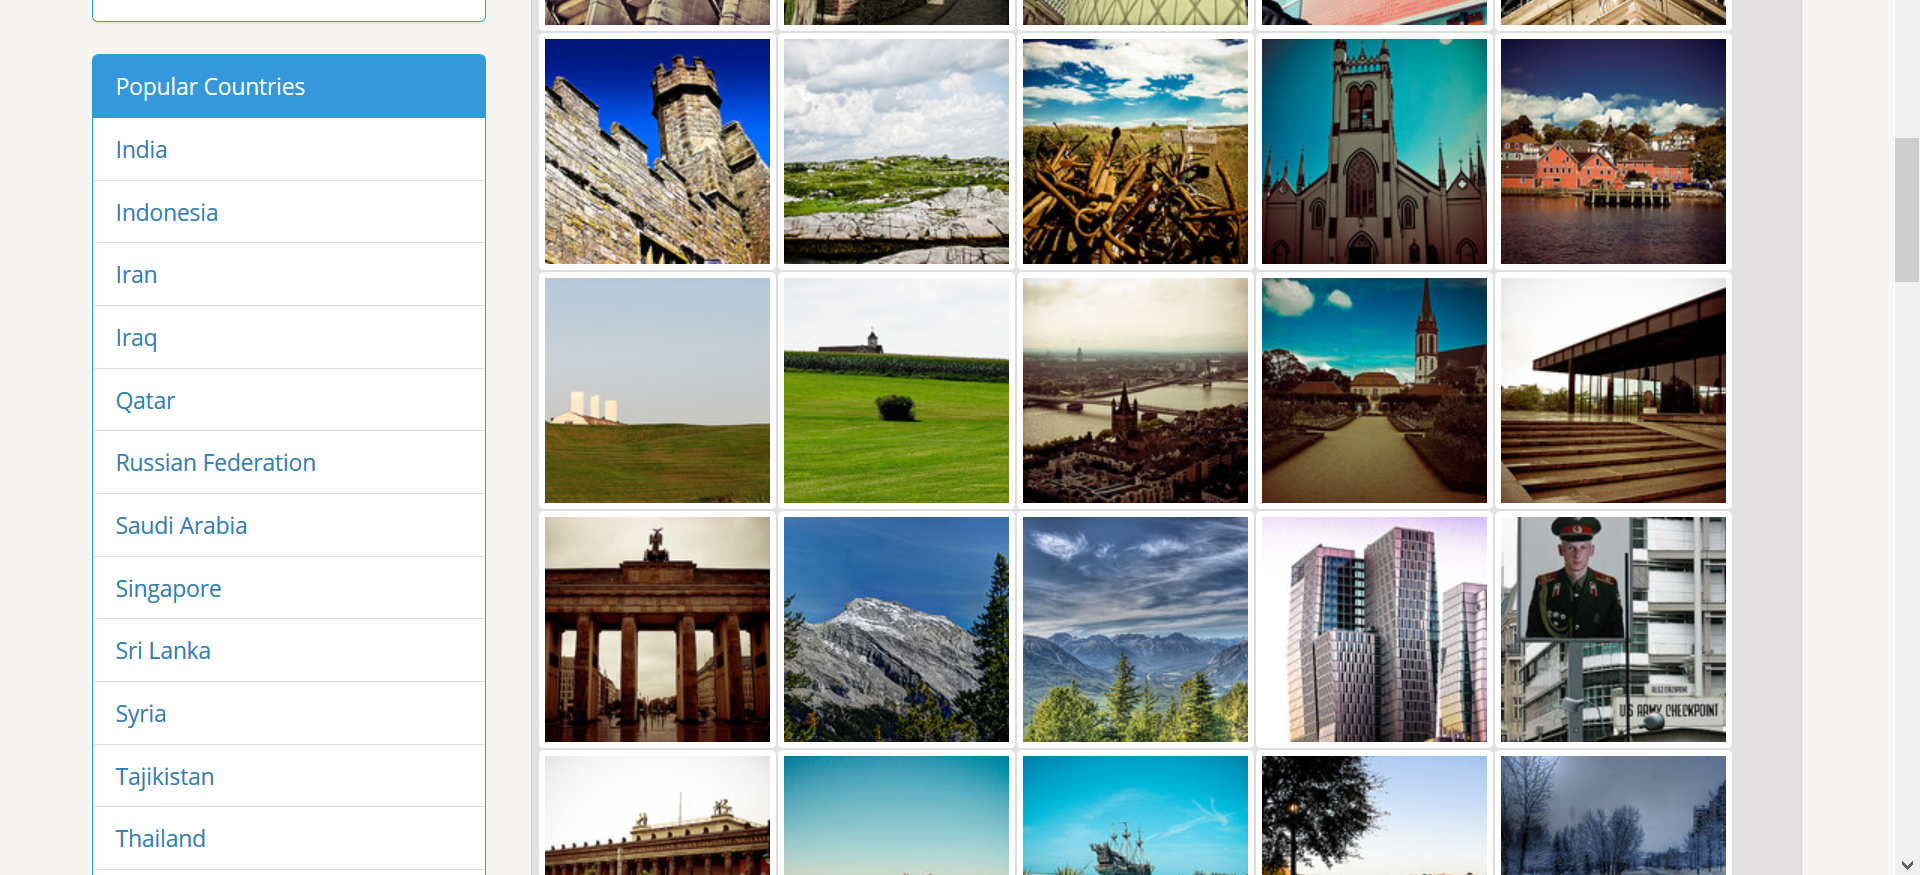 Popular Countries
India
Indonesia
Iran
Iraq
Qatar
Russian Federation
Saudi Arabia
Singapore
Sri Lanka
Syria
Tajikistan
Thailand
US ARMY CHECKPOINT